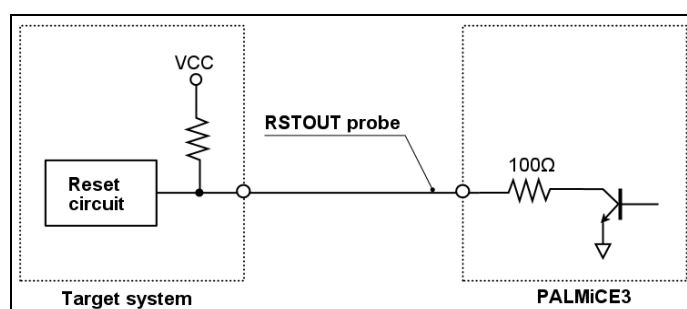 VCC
RSTOUT probe
100Ω
Reset
circuit
Target system
PALMiCE3